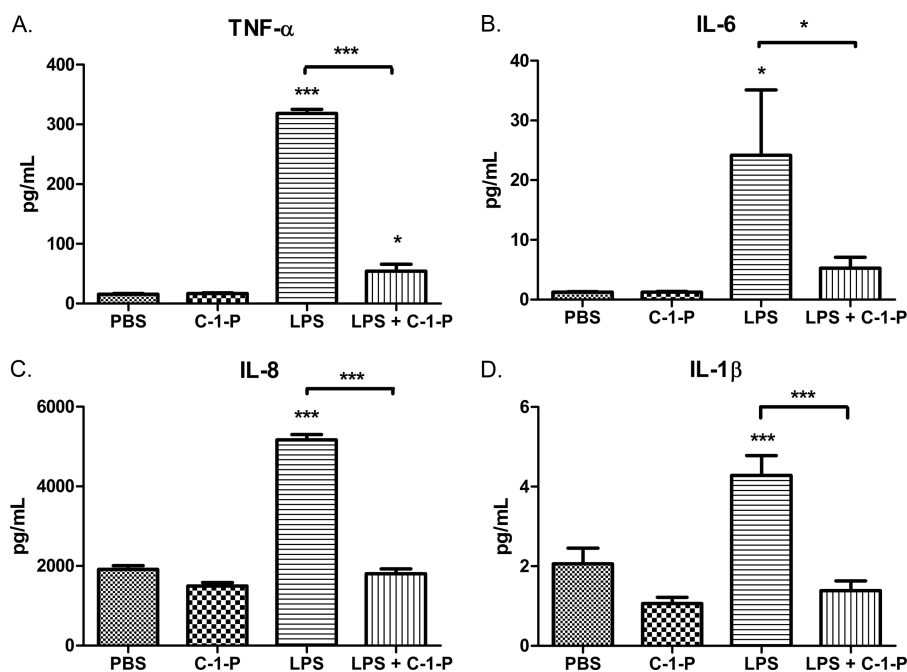 A.
TNF-α
***
400
***
300
pg/mL
200
100
*
0
PBS
C-1-P
LPS
LPS + C-1-P
B.
IL-6
*
40
*
30
pg/mL
20
10
0
PBS
C-1-P
LPS
LPS + C-1-P
C.
IL-8
***
6000
***
4000
pg/mL
2000
0
PBS
C-1-P
LPS
LPS + C-1-P
D.
IL-1β
***
6
***
4
pg/mL
2
0
PBS
C-1-P
LPS
LPS + C-1-P